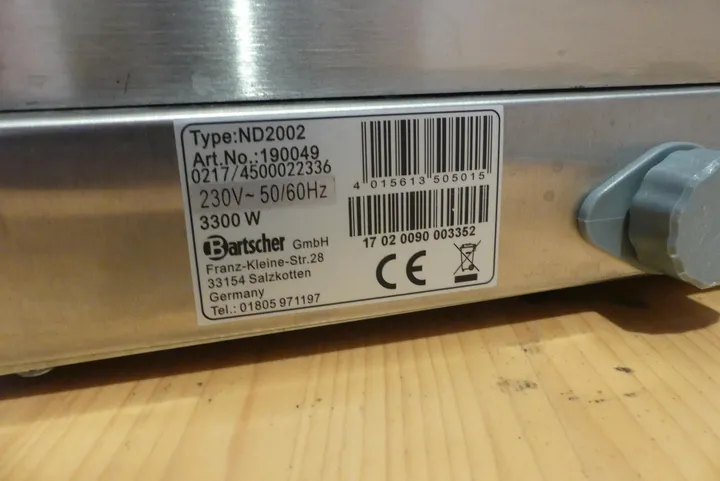 Type:ND2002
Art.No.:190049
0217/4500022336
230V~ 50/60Hz
3300 W
Bartscher GmbH
Franz-Kleine-Str.28
33154 Salzkotten
Germany
Tel.: 01805 971197
4 015613 505015
17 02 0090 003352
CE